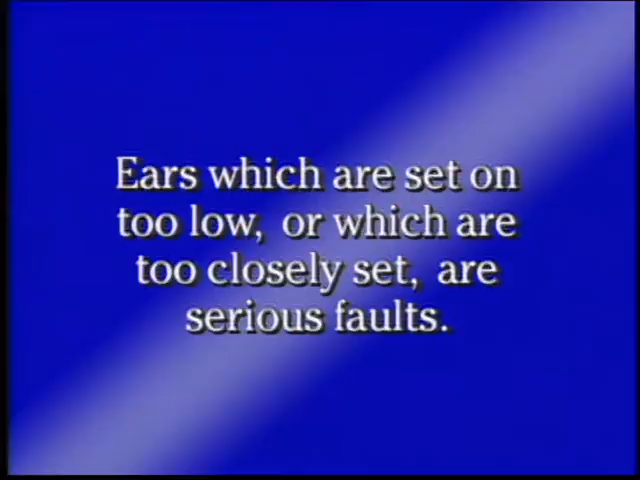 Ears which are set on
too low, or which are
too closely set, are
serious faults.